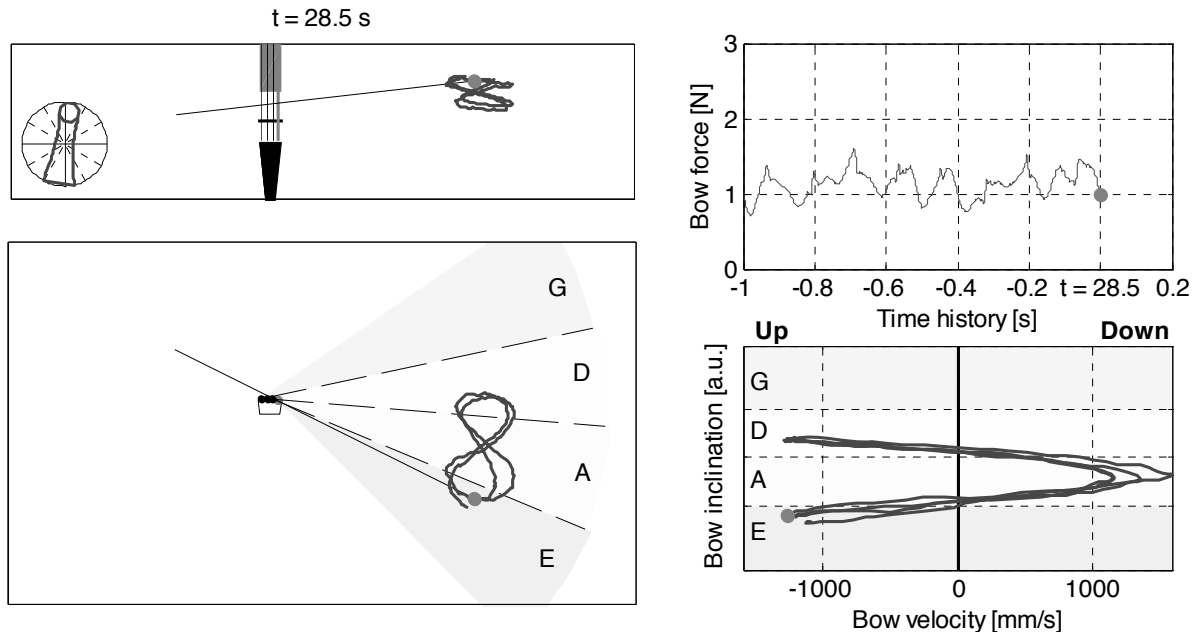 t = 28.5 s
G
D
A
E
3
2
1
0
Bow force [N]
-1 -0.8 -0.6 -0.4 -0.2 t = 28.5 0.2
Time history [s]
Up Down
Bow inclination [a.u.]
G
D
A
E
-1000 0 1000
Bow velocity [mm/s]